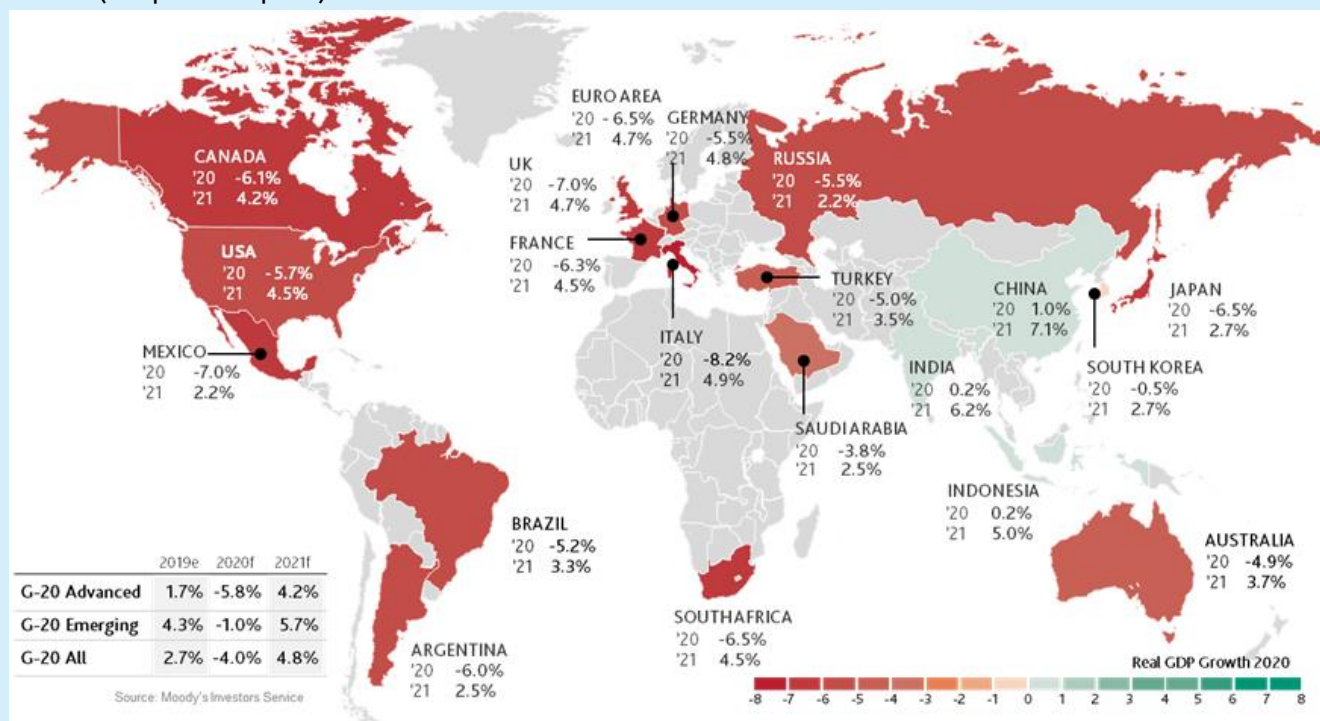 EURO AREA
'20 -6.5%
'21 4.7%
GERMANY
'20 -5.5%
'21 4.8%
UK
'20 -7.0%
'21 4.7%
RUSSIA
'20 -5.5%
'21 2.2%
CANADA
'20 -6.1%
'21 4.2%
USA
'20 -5.7%
'21 4.5%
FRANCE
'20 -6.3%
'21 4.5%
TURKEY
'20 -5.0%
'21 3.5%
CHINA
'20 1.0%
'21 7.1%
JAPAN
'20 -6.5%
'21 2.7%
MEXICO
'20 -7.0%
'21 2.2%
ITALY
'20 -8.2%
'21 4.9%
INDIA
'20 0.2%
'21 6.2%
SOUTH KOREA
'20 -0.5%
'21 2.7%
SAUDI ARABIA
'20 -3.8%
'21 2.5%
INDONESIA
'20 0.2%
'21 5.0%
BRAZIL
'20 -5.2%
'21 3.3%
AUSTRALIA
'20 -4.9%
'21 3.7%
SOUTH AFRICA
'20 -6.5%
'21 4.5%
ARGENTINA
'20 -6.0%
'21 2.5%
2019e 2020f 2021f
G-20 Advanced 1.7% -5.8% 4.2%
G-20 Emerging 4.3% -1.0% 5.7%
G-20 All 2.7% -4.0% 4.8%
Source: Moody's Investors Service
Real GDP Growth 2020
-8 -7 -6 -5 -4 -3 -2 -1 0 1 2 3 4 5 6 7 8